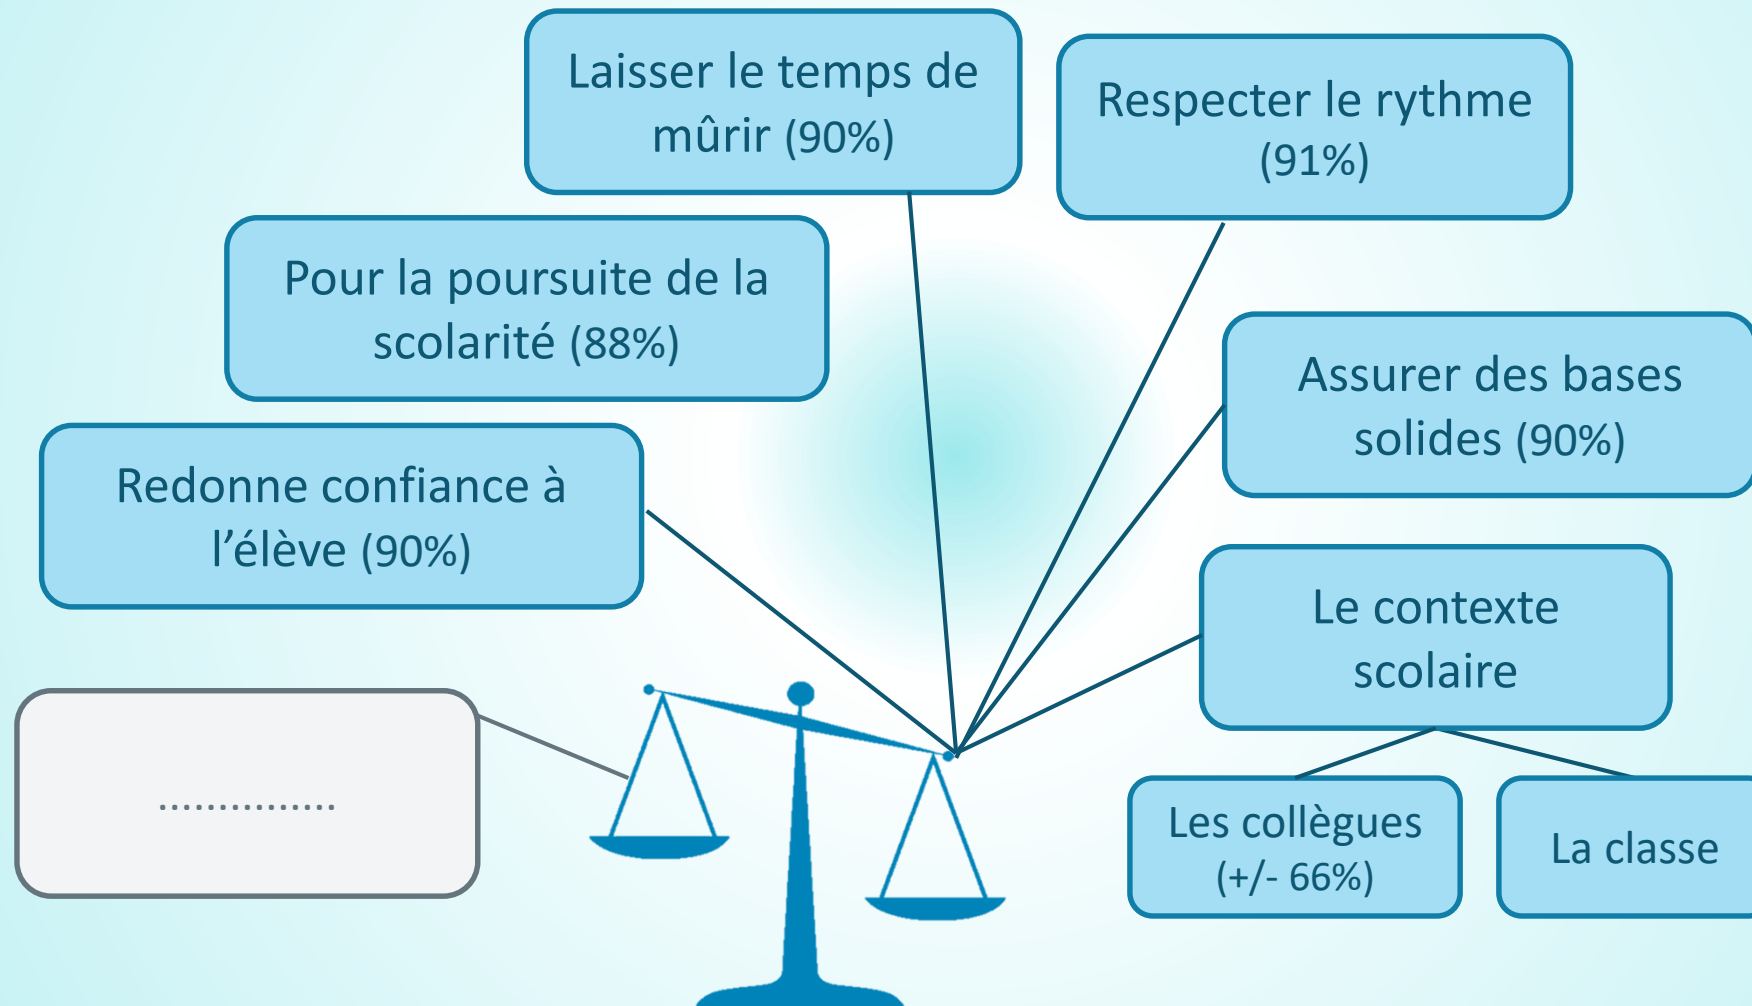 Laisser le temps de
mûrir (90%)
Respecter le rythme
(91%)
Pour la poursuite de la
scolarité (88%)
Assurer des bases
solides (90%)
Redonne confiance à
l’élève (90%)
Le contexte
scolaire
...............
Les collègues
(+/- 66%)
La classe